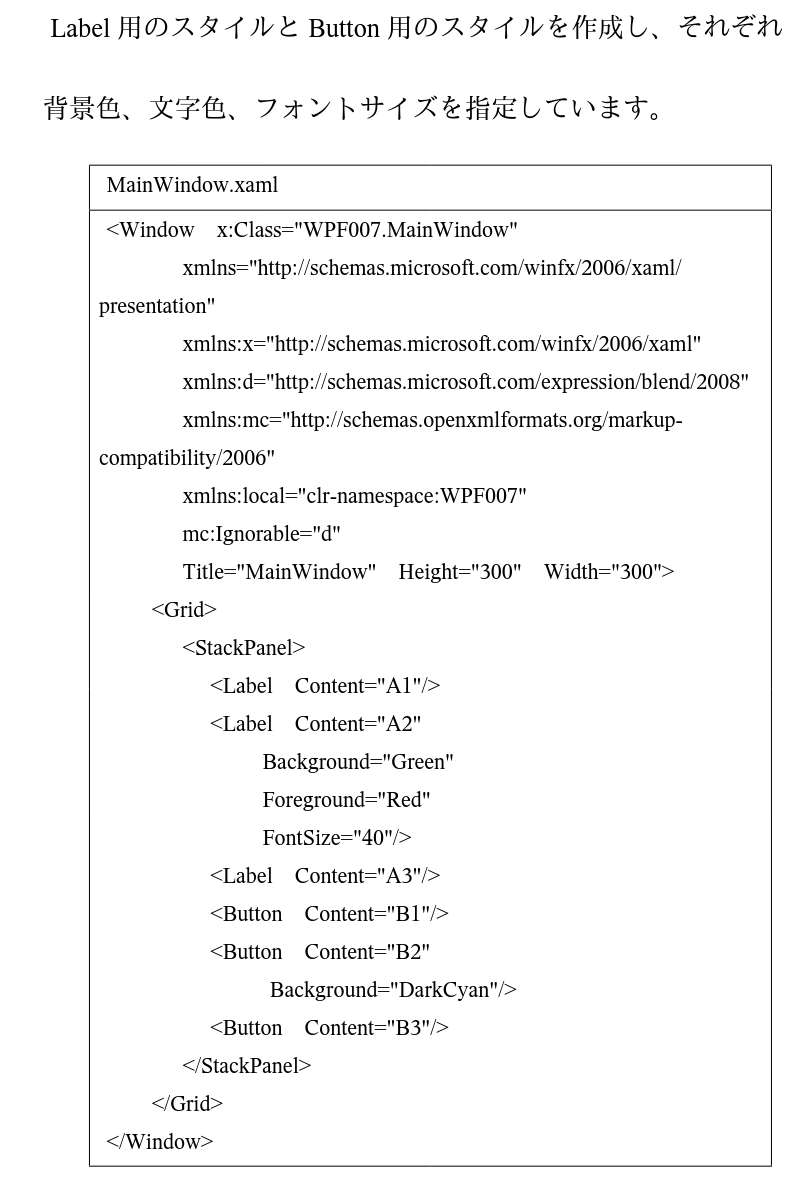 Label 用のスタイルと Button 用のスタイルを作成し、それぞれ
背景色、文字色、フォントサイズを指定しています。
MainWindow.xaml
<Window x:Class="WPF007.MainWindow"
xmlns="http://schemas.microsoft.com/winfx/2006/xaml/
presentation"
xmlns:x="http://schemas.microsoft.com/winfx/2006/xaml"
xmlns:d="http://schemas.microsoft.com/expression/blend/2008"
xmlns:mc="http://schemas.openxmlformats.org/markup-
compatibility/2006"
xmlns:local="clr-namespace:WPF007"
mc:Ignorable="d"
Title="MainWindow" Height="300" Width="300">
<Grid>
<StackPanel>
<Label Content="A1"/>
<Label Content="A2"
Background="Green"
Foreground="Red"
FontSize="40"/>
<Label Content="A3"/>
<Button Content="B1"/>
<Button Content="B2"
Background="DarkCyan"/>
<Button Content="B3"/>
</StackPanel>
</Grid>
</Window>